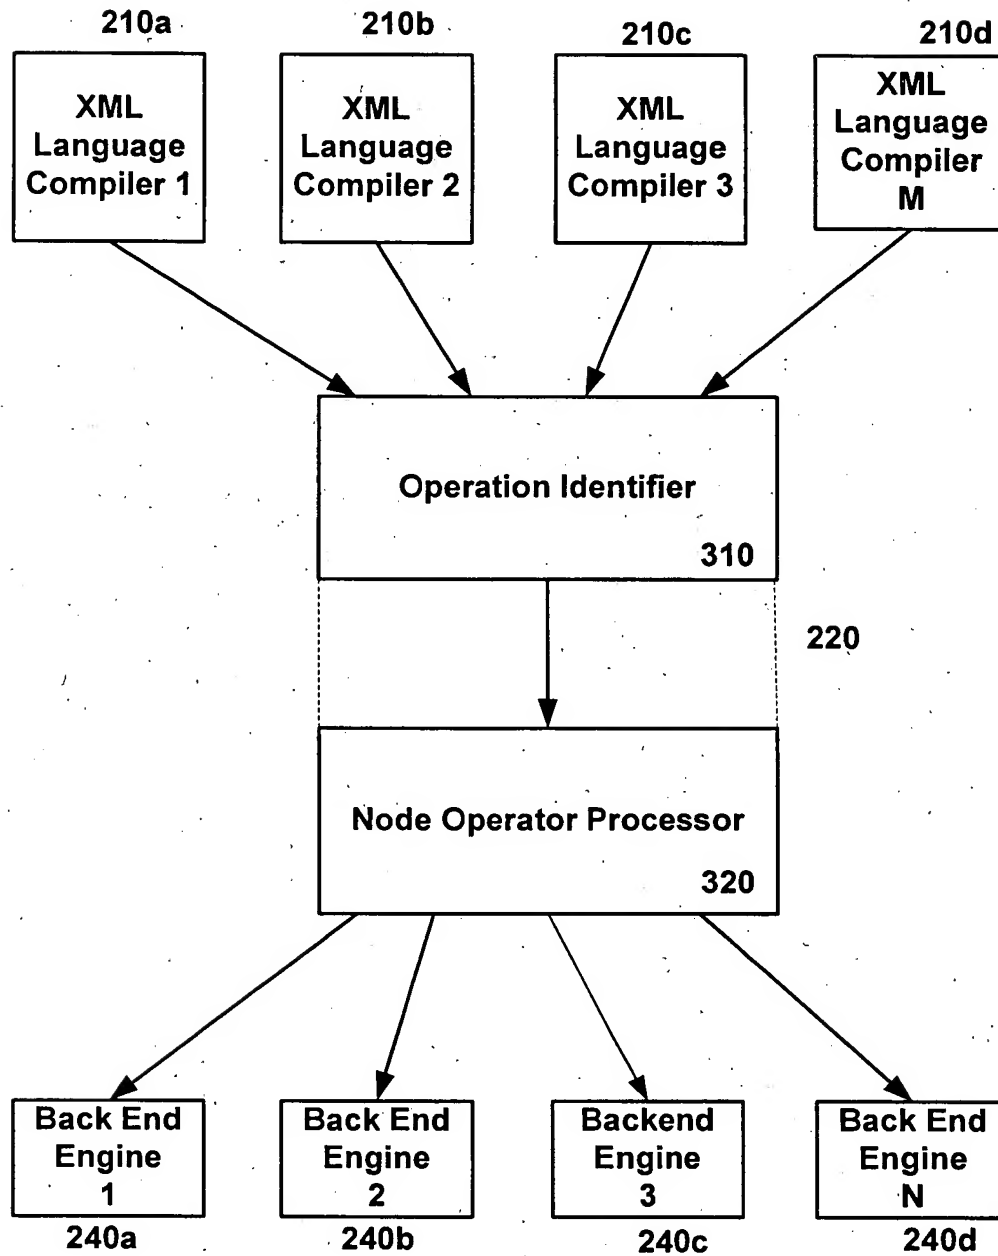 210a
210b
210c
210d
XML
Language
Compiler 1
XML
Language
Compiler 2
XML
Language
Compiler 3
XML
Language
Compiler
M
Operation Identifier
310
220
Node Operator Processor
320
Back End
Engine
1
Back End
Engine
2
Backend
Engine
3
Back End
Engine
N
240a
240b
240c
240d